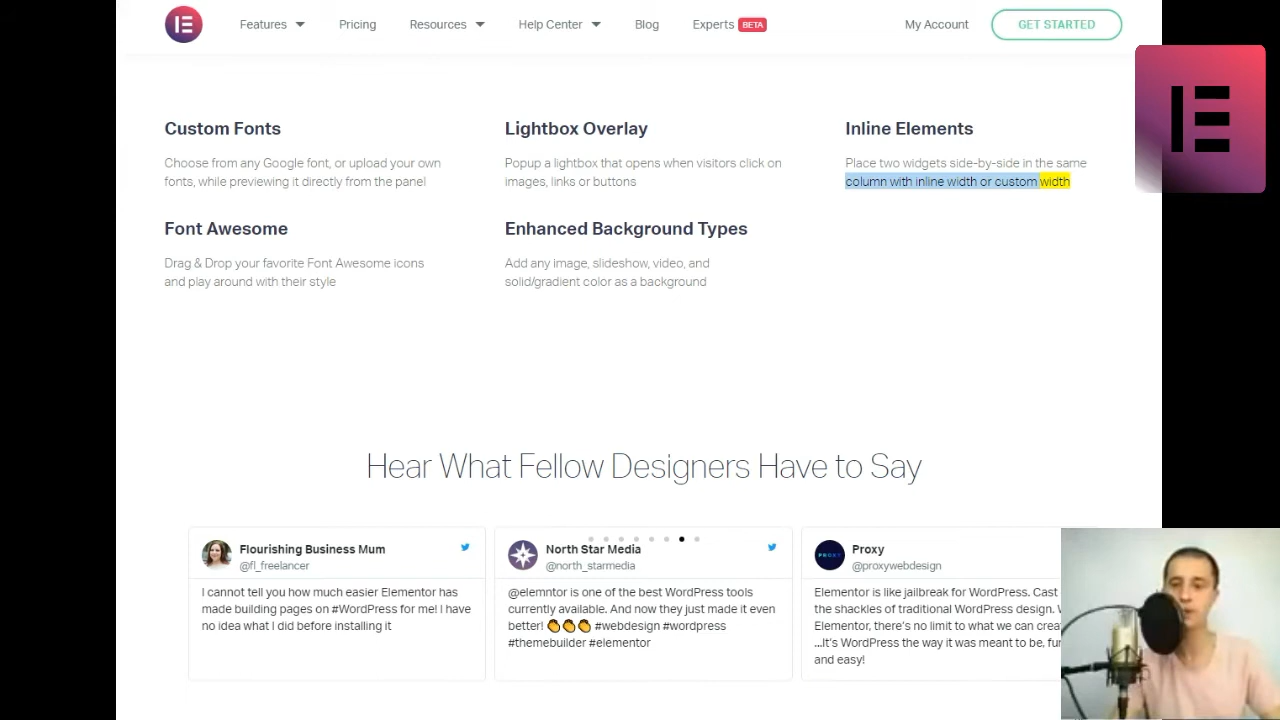 Features
Pricing
Resources
Help Center
Blog
Experts BETA
My Account
GET STARTED
Custom Fonts
Choose from any Google font, or upload your own
fonts, while previewing it directly from the panel
Lightbox Overlay
Popup a lightbox that opens when visitors click on
images, links or buttons
Inline Elements
Place two widgets side-by-side in the same
column with inline width or custom width
Font Awesome
Drag & Drop your favorite Font Awesome icons
and play around with their style
Enhanced Background Types
Add any image, slideshow, video, and
solid/gradient color as a background
Hear What Fellow Designers Have to Say
Flourishing Business Mum
@fl_freelancer
I cannot tell you how much easier Elementor has
made building pages on #WordPress for me! I have
no idea what I did before installing it
North Star Media
@north_starmedia
@elemntor is one of the best WordPress tools
currently available. And now they just made it even
better! 👏👏👏 #webdesign #wordpress
#themebuilder #elementor
PROXY
Proxy
@proxywebdesign
Elementor is like jailbreak for WordPress. Cast
the shackles of traditional WordPress design.
Elementor, there's no limit to what we can
...It's WordPress the way it was meant to be,
and easy!